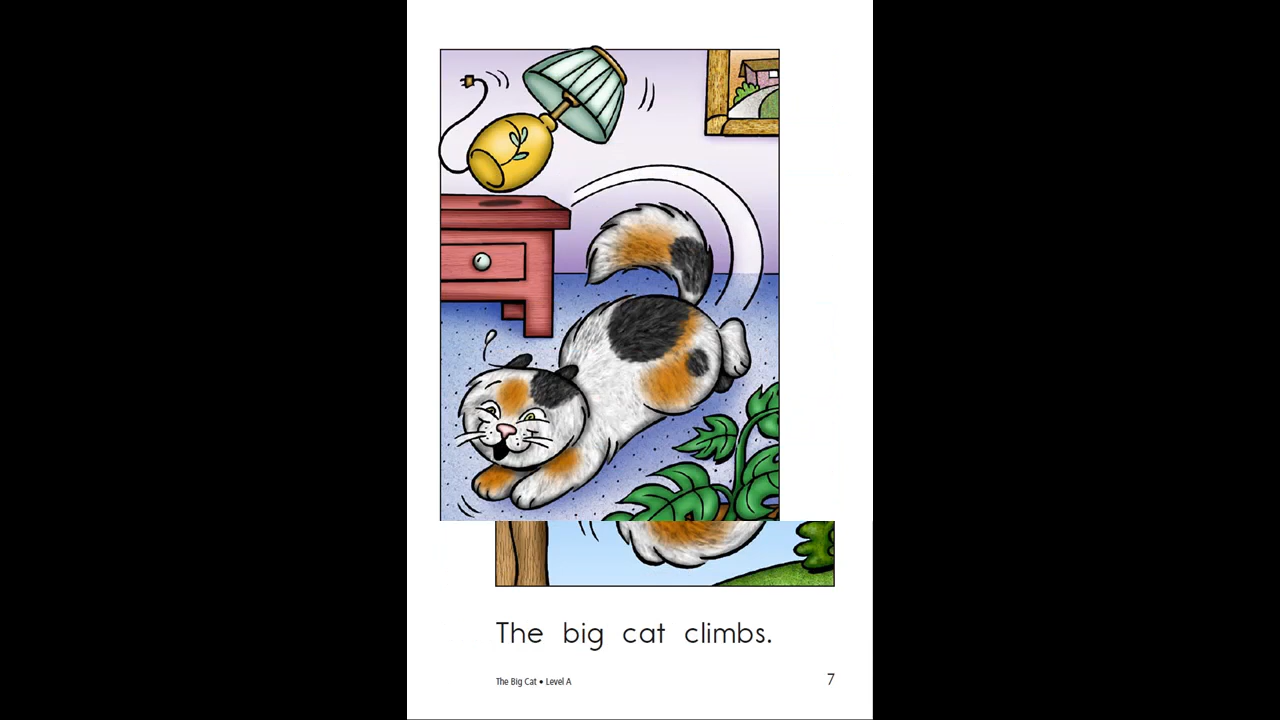 The big cat climbs.
The Big Cat • Level A
7